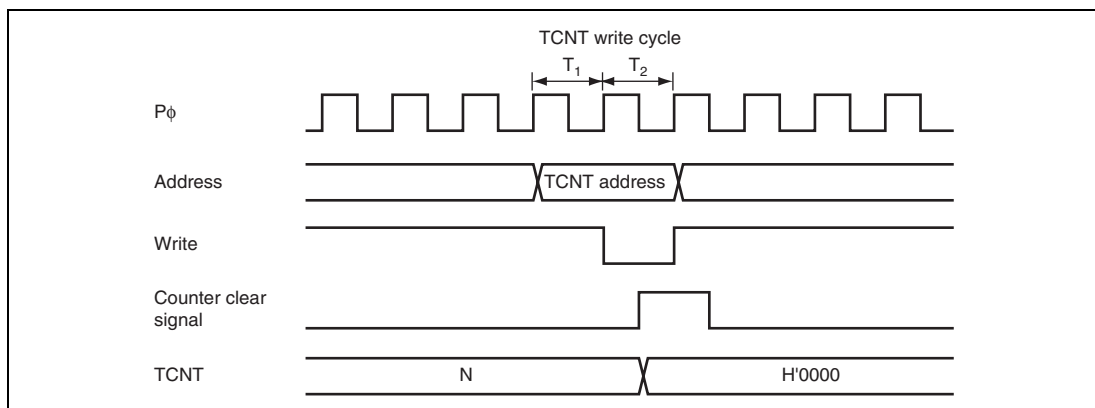 TCNT write cycle
T1 T2
Pϕ
Address
TCNT address
Write
Counter clear
signal
TCNT
N
H'0000